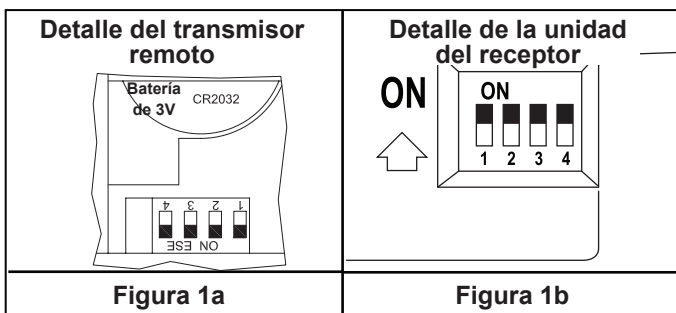 Detalle del transmisor
remoto
Batería
de 3V
CR2032
4 3 2 1
ON ESE
Figura 1a
Detalle de la unidad
del receptor
ON
ON
1 2 3 4
Figura 1b